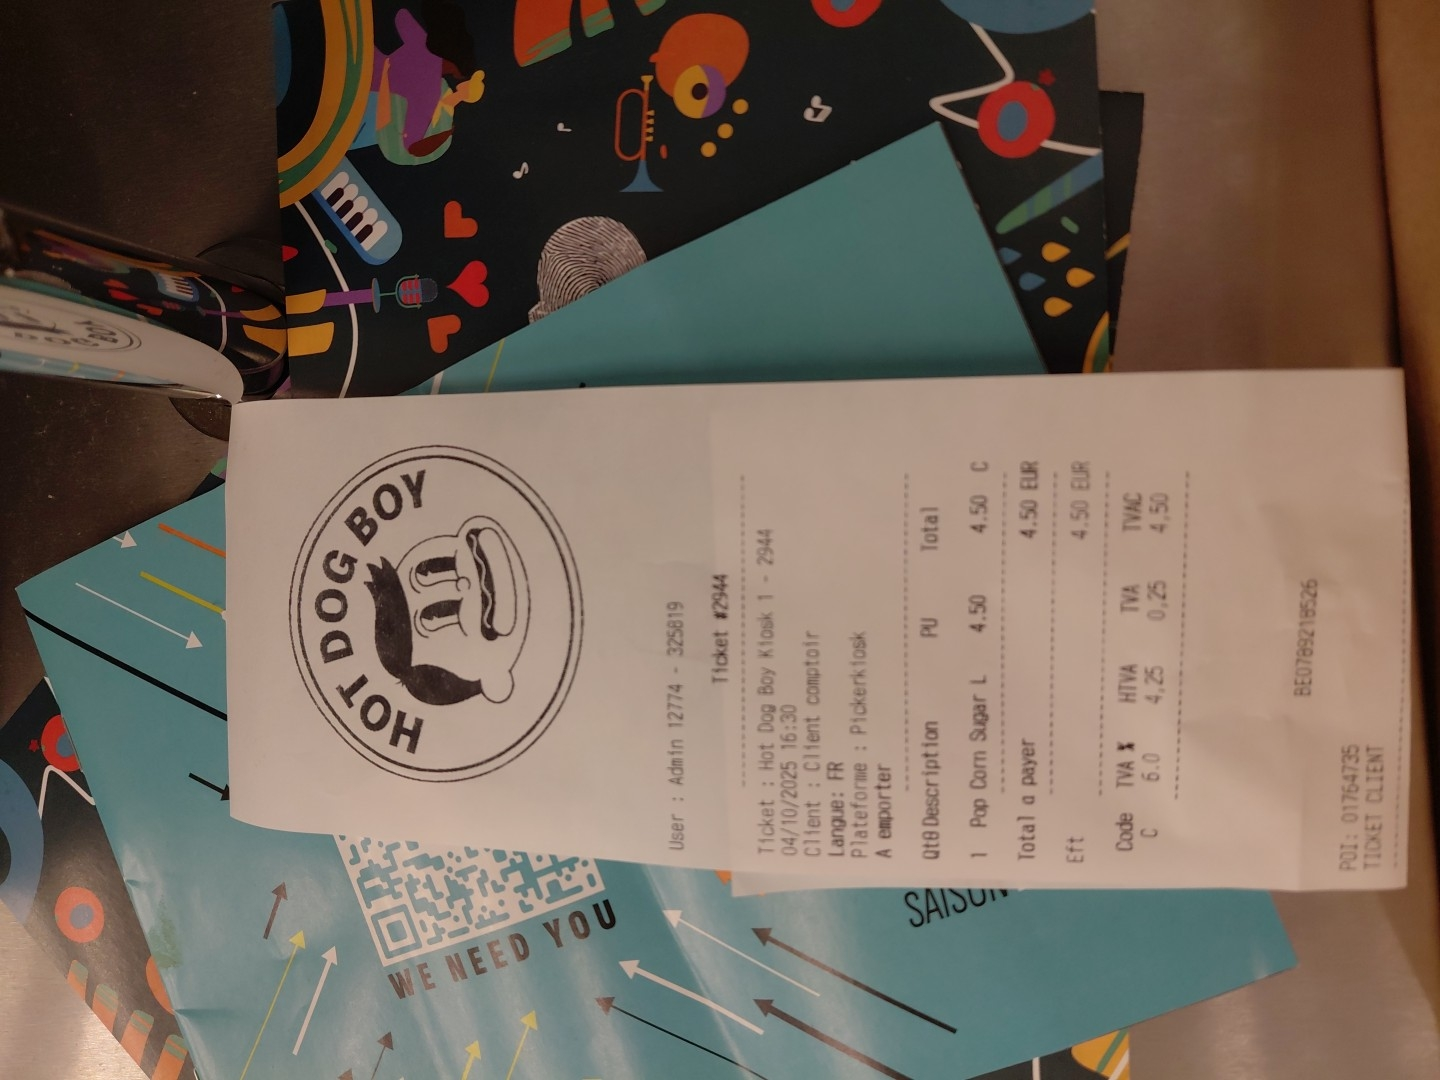 HOT DOG BOY
User : Admin 12774 - 325819
Ticket #2944
Ticket : Hot Dog Boy Kiosk 1 - 2944
04/10/2025 16:30
Client : Client comptoir
Langue: FR
Plateforme : Pickerkiosk
A emporter
Qté Description PU Total
1 Pop Corn Sugar L 4.50 4.50 C
Total a payer 4.50 EUR
Eft 4.50 EUR
Code TVA % HTVA TVA TVAC
C 6.0 4,25 0,25 4,50
BE0789218526
POI: 01764735
TICKET CLIENT
WE NEED YOU
SAISON